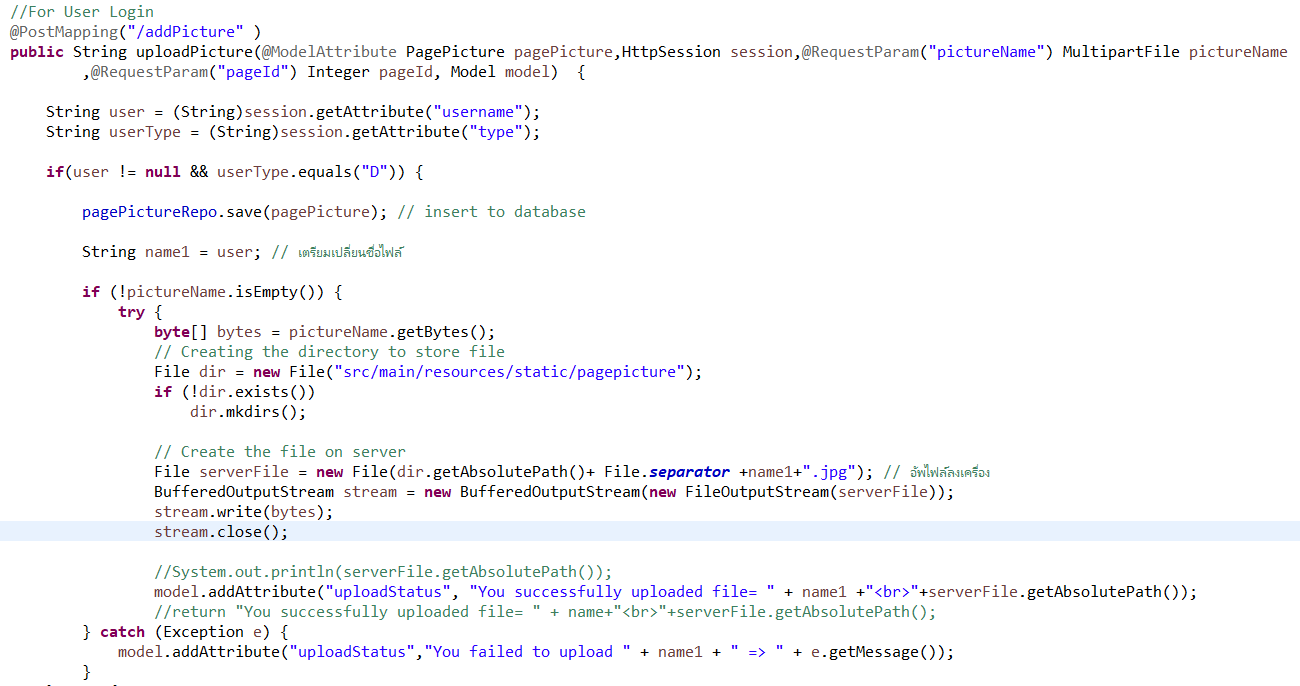 //For User Login
@PostMapping("/addPicture" )
public String uploadPicture(@ModelAttribute PagePicture pagePicture,HttpSession session,@RequestParam("pictureName") MultipartFile pictureName
,@RequestParam("pageId") Integer pageId, Model model)  {
String user = (String)session.getAttribute("username");
String userType = (String)session.getAttribute("type");
if(user != null && userType.equals("D")) {
pagePictureRepo.save(pagePicture); // insert to database
String name1 = user; // เตรียมเปลี่ยนชื่อไฟล์
if (!pictureName.isEmpty()) {
try {
byte[] bytes = pictureName.getBytes();
// Creating the directory to store file
File dir = new File("src/main/resources/static/pagepicture");
if (!dir.exists())
dir.mkdirs();
// Create the file on server
File serverFile = new File(dir.getAbsolutePath()+ File.separator +name1+".jpg"); // อัพไฟล์ลงเครื่อง
BufferedOutputStream stream = new BufferedOutputStream(new FileOutputStream(serverFile));
stream.write(bytes);
stream.close();
//System.out.println(serverFile.getAbsolutePath());
model.addAttribute("uploadStatus", "You successfully uploaded file= " + name1 +"<br>"+serverFile.getAbsolutePath());
//return "You successfully uploaded file= " + name+"<br>"+serverFile.getAbsolutePath();
} catch (Exception e) {
model.addAttribute("uploadStatus","You failed to upload " + name1 + " => " + e.getMessage());
}